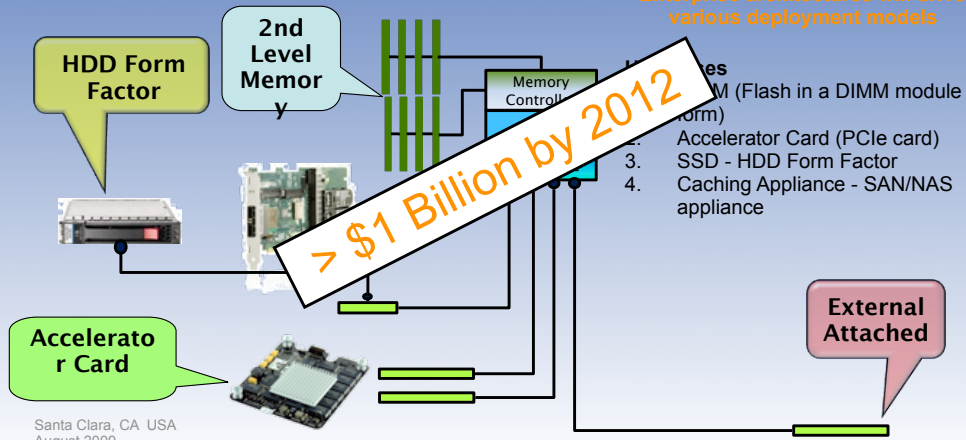 various deployment models
HDD Form
Factor
2nd
Level
Memor
y
Memory
(Flash in a DIMM module
form)
2.
Accelerator Card (PCIe card)
3.
SSD - HDD Form Factor
4.
Caching Appliance - SAN/NAS
appliance
> $1 Billion by 2012
External
Attached
Accelerato
r Card
Santa Clara, CA USA
August 2009